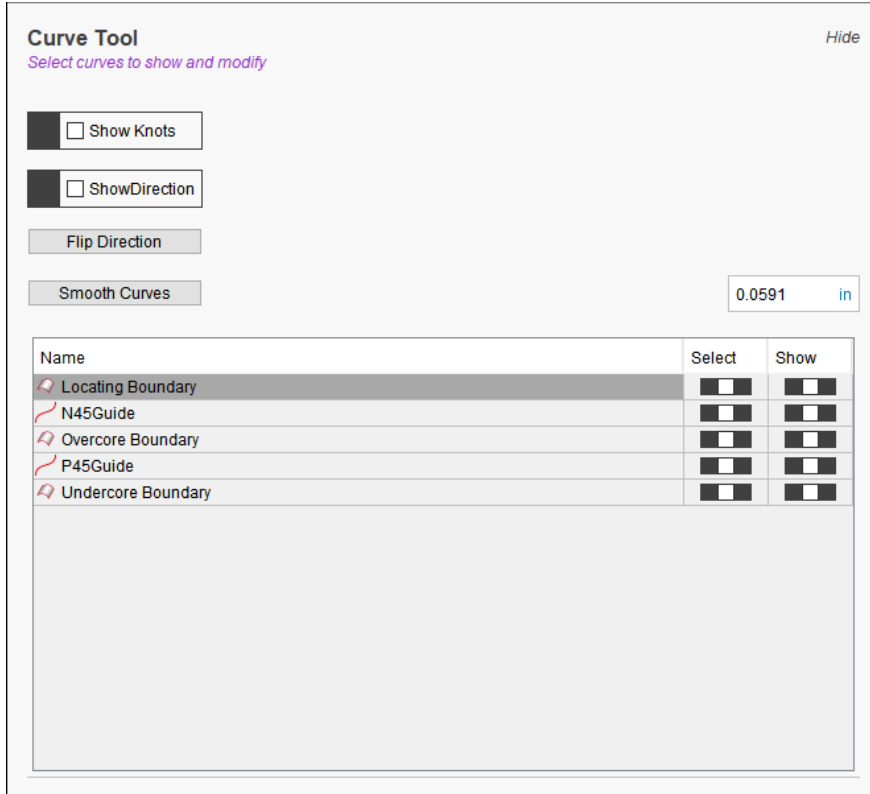 Curve Tool
Hide
Select curves to show and modify
Show Knots
ShowDirection
Flip Direction
Smooth Curves
0.0591 in
Name Select Show
Locating Boundary
N45Guide
Overcore Boundary
P45Guide
Undercore Boundary